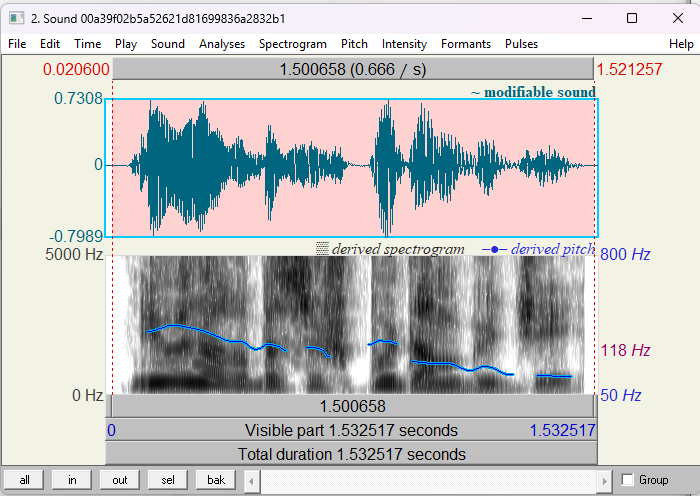 2. Sound 00a39f02b5a52621d81699836a2832b1
File Edit Time Play Sound Analyses Spectrogram Pitch Intensity Formants Pulses Help
0.020600 1.500658 (0.666 / s) 1.521257
~ modifiable sound
0.7308
0
-0.7989
derived spectrogram derived pitch
5000 Hz 800 Hz
118 Hz
0 Hz 50 Hz
1.500658
0 Visible part 1.532517 seconds 1.532517
Total duration 1.532517 seconds
all in out sel bak Group